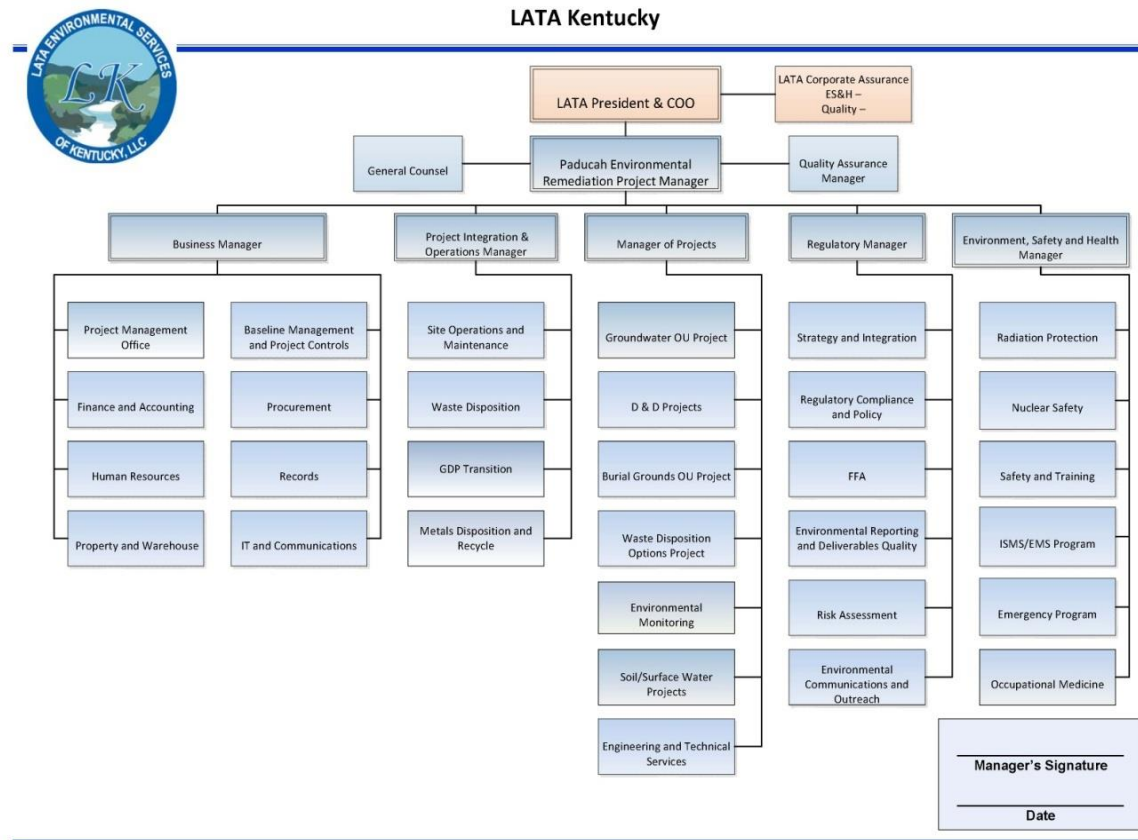 LATA Kentucky
LATA ENVIRONMENTAL SERVICES
LK
OF KENTUCKY, LLC
LATA President & COO
LATA Corporate Assurance
ES&H –
Quality –
General Counsel
Paducah Environmental
Remediation Project Manager
Quality Assurance
Manager
Business Manager
Project Integration &
Operations Manager
Manager of Projects
Regulatory Manager
Environment, Safety and Health
Manager
Project Management
Office
Baseline Management
and Project Controls
Finance and Accounting
Procurement
Human Resources
Records
Property and Warehouse
IT and Communications
Site Operations and
Maintenance
Waste Disposition
GDP Transition
Metals Disposition and
Recycle
Groundwater OU Project
D & D Projects
Burial Grounds OU Project
Waste Disposition
Options Project
Environmental
Monitoring
Soil/Surface Water
Projects
Engineering and Technical
Services
Strategy and Integration
Regulatory Compliance
and Policy
FFA
Environmental Reporting
and Deliverables Quality
Risk Assessment
Environmental
Communications and
Outreach
Radiation Protection
Nuclear Safety
Safety and Training
ISMS/EMS Program
Emergency Program
Occupational Medicine
Manager's Signature
Date